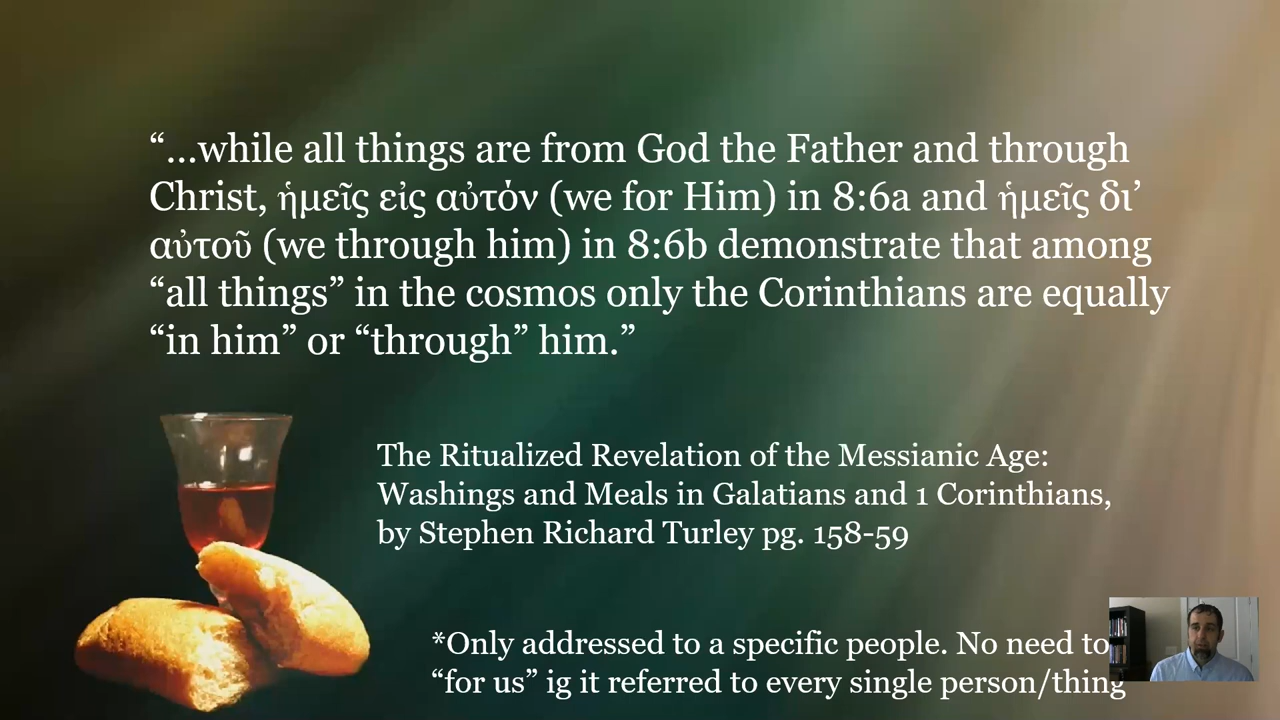 “...while all things are from God the Father and through
Christ, ἡμεῖς εἰς αὐτόν (we for Him) in 8:6a and ἡμεῖς δι’
αὐτοῦ (we through him) in 8:6b demonstrate that among
“all things” in the cosmos only the Corinthians are equally
“in him” or “through” him.”
The Ritualized Revelation of the Messianic Age:
Washings and Meals in Galatians and 1 Corinthians,
by Stephen Richard Turley pg. 158-59
*Only addressed to a specific people. No need to
“for us” ig it referred to every single person/thing